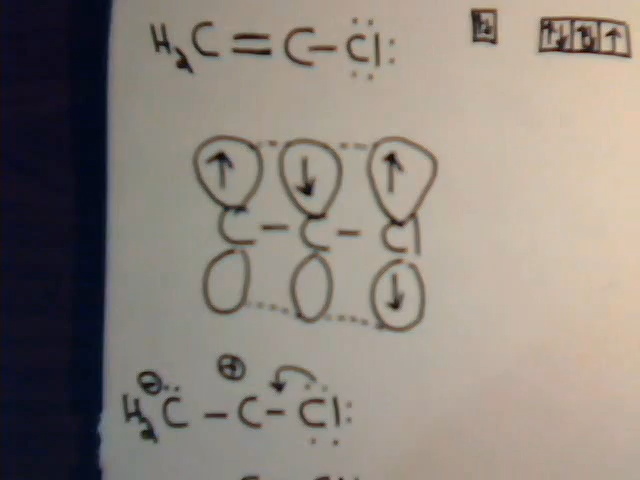 H₂C=C-Cl:
↑↓ ↑↓ ↑↓ ↑
↑ ↓ ↑
C-C-Cl
↓
⊖ ⊕
H₂C̈-C-Cl: